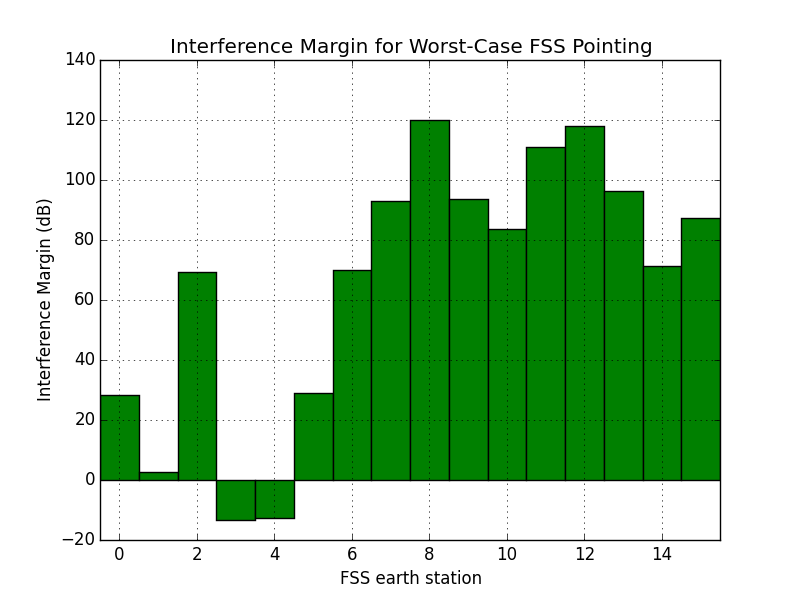 Interference Margin for Worst-Case FSS Pointing
140
120
100
80
60
40
20
0
−20
Interference Margin (dB)
0 2 4 6 8 10 12 14
FSS earth station